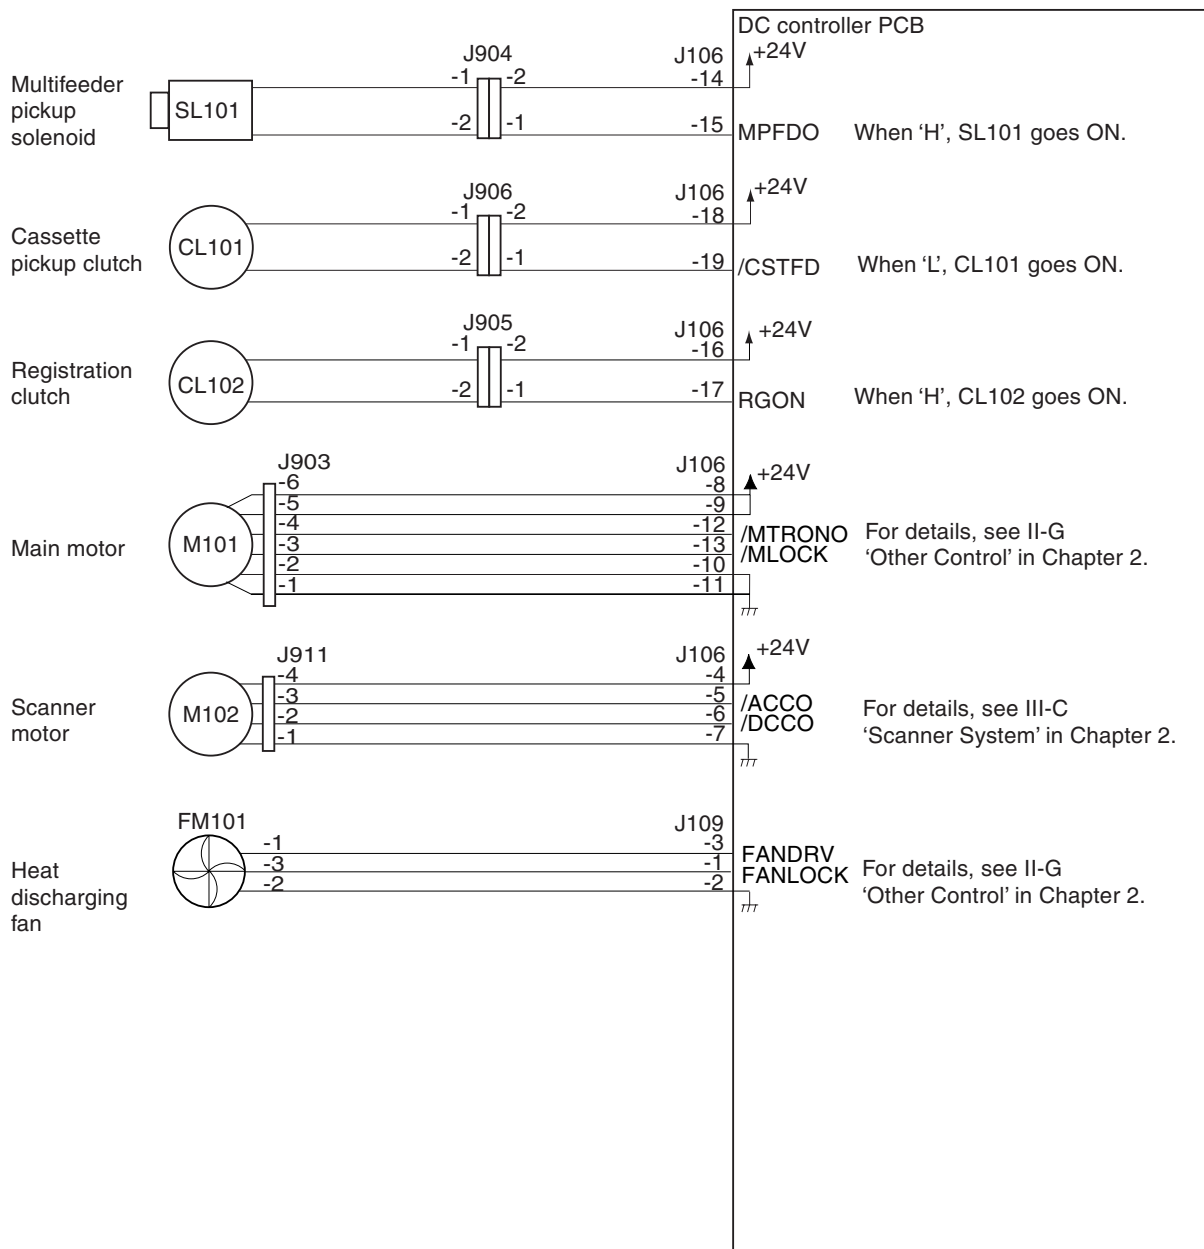 DC controller PCB
J904
J106
+24V
-1
-2
-14
Multifeeder
pickup
solenoid
SL101
-2
-1
-15
MPFDO
When ‘H’, SL101 goes ON.
J906
J106
+24V
-1
-2
-18
Cassette
pickup clutch
CL101
-2
-1
-19
/CSTFD
When ‘L’, CL101 goes ON.
J905
J106
+24V
-1
-2
-16
Registration
clutch
CL102
-2
-1
-17
RGON
When ‘H’, CL102 goes ON.
J903
J106
+24V
-6
-8
-5
-9
-4
-12
/MTRONO
Main motor
M101
-3
-13
/MLOCK
-2
-10
-1
-11
For details, see II-G
‘Other Control’ in Chapter 2.
J911
J106
+24V
-4
-4
-3
-5
/ACCO
Scanner
motor
M102
-2
-6
/DCCO
-1
-7
For details, see III-C
‘Scanner System’ in Chapter 2.
FM101
J109
-1
-3
FANDRV
Heat
discharging
fan
-3
-1
FANLOCK
-2
-2
For details, see II-G
‘Other Control’ in Chapter 2.